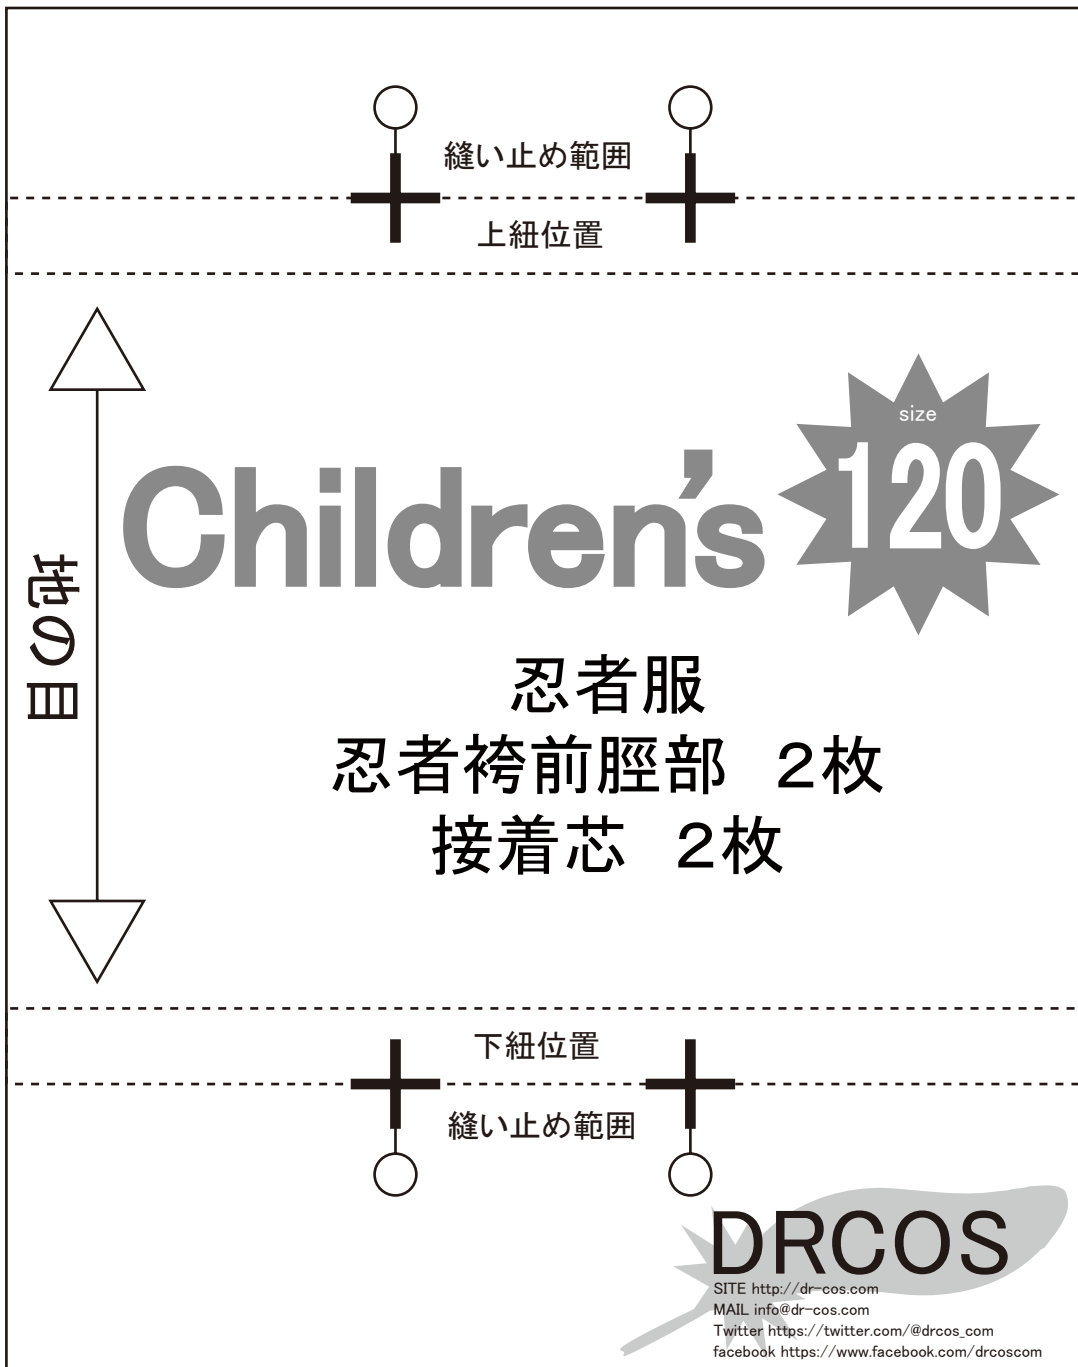 縫い止め範囲
上紐位置
size
120
Children's
地の目
忍者服
忍者袴前脛部　２枚
接着芯　２枚
下紐位置
縫い止め範囲
DRCOS
SITE http://dr-cos.com
MAIL info@dr-cos.com
Twitter https://twitter.com/@drcos_com
facebook https://www.facebook.com/drcoscom